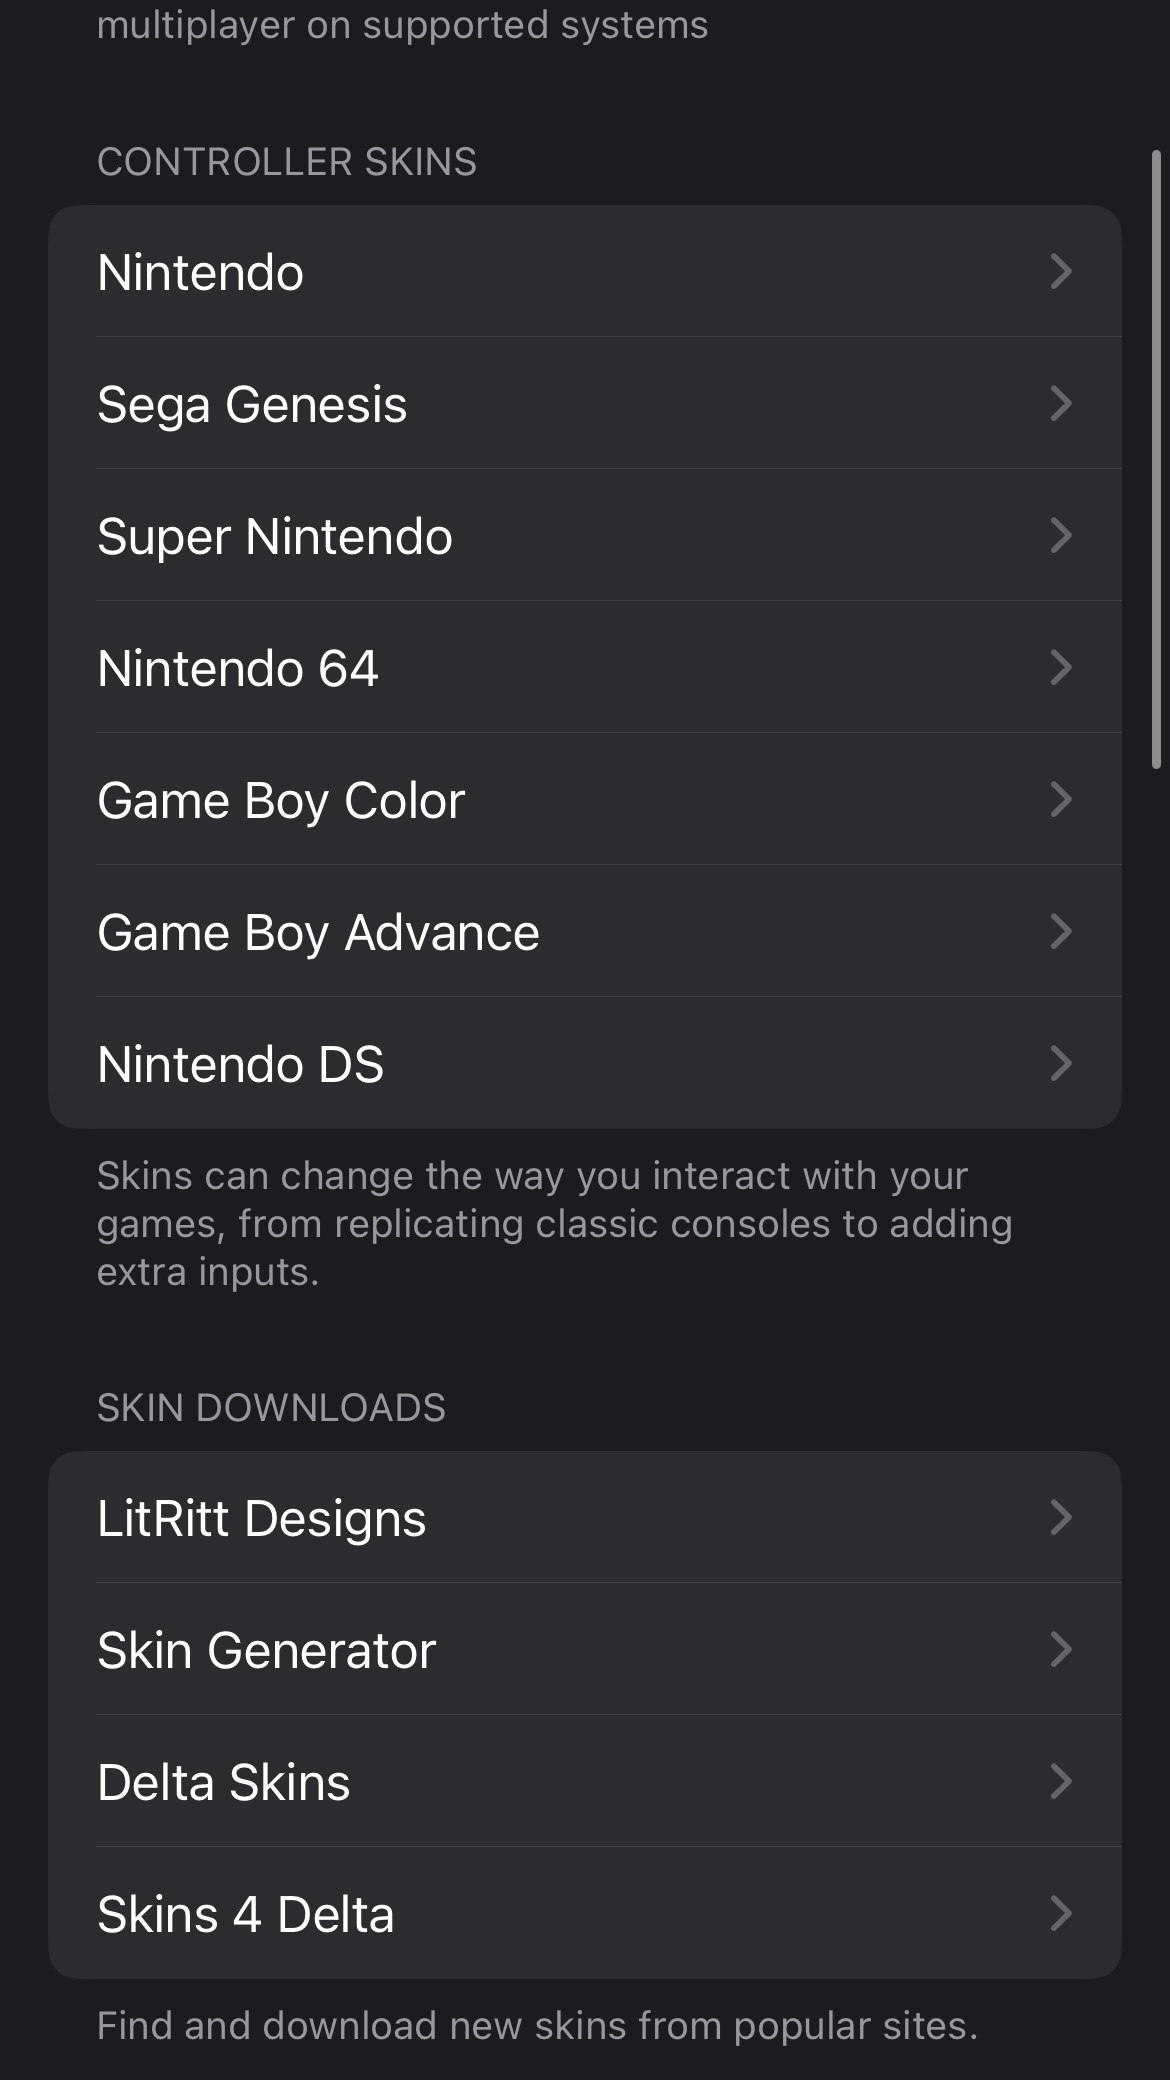 multiplayer on supported systems
CONTROLLER SKINS
Nintendo
Sega Genesis
Super Nintendo
Nintendo 64
Game Boy Color
Game Boy Advance
Nintendo DS
Skins can change the way you interact with your
games, from replicating classic consoles to adding
extra inputs.
SKIN DOWNLOADS
LitRitt Designs
Skin Generator
Delta Skins
Skins 4 Delta
Find and download new skins from popular sites.